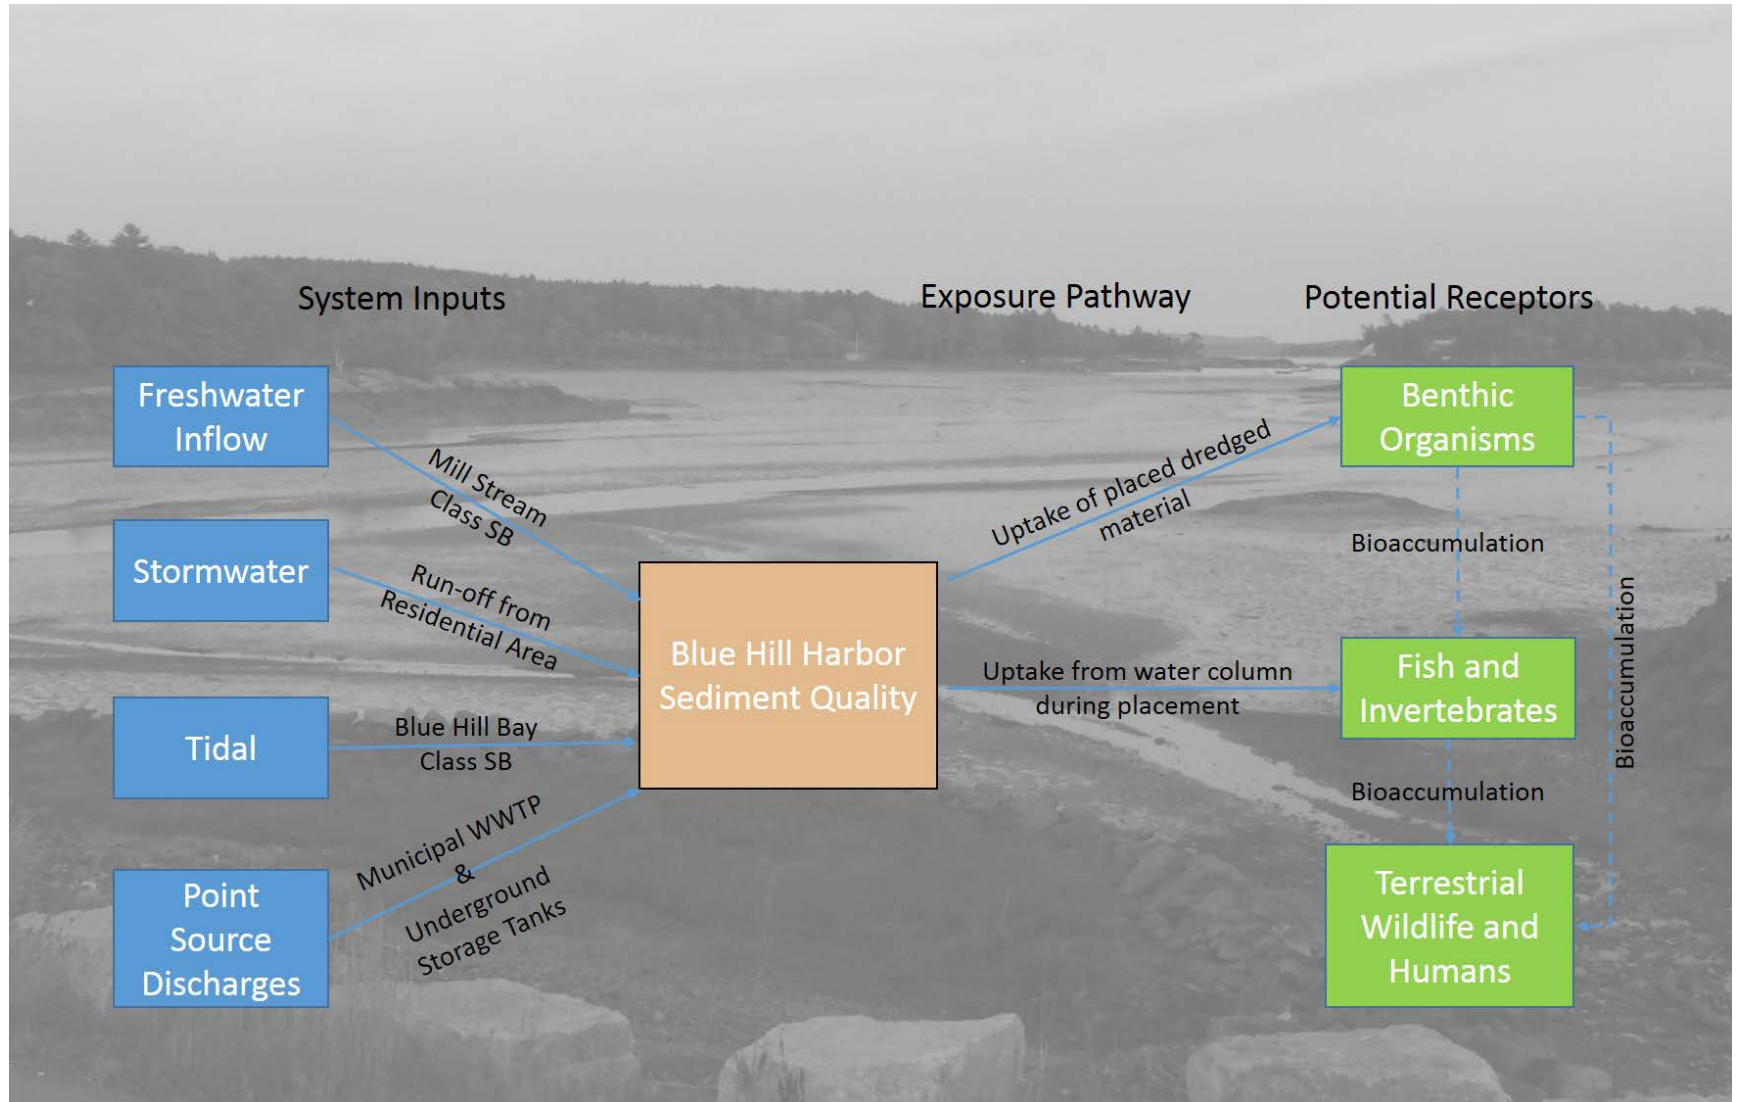 System Inputs
Exposure Pathway
Potential Receptors
Freshwater
Inflow
Mill Stream
Class SB
Stormwater
Run-off from
Residential Area
Tidal
Blue Hill Bay
Class SB
Point
Source
Discharges
Municipal WWTP
&
Underground
Storage Tanks
Blue Hill Harbor
Sediment Quality
Uptake of placed dredged
material
Uptake from water column
during placement
Benthic
Organisms
Bioaccumulation
Fish and
Invertebrates
Bioaccumulation
Terrestrial
Wildlife and
Humans
Bioaccumulation